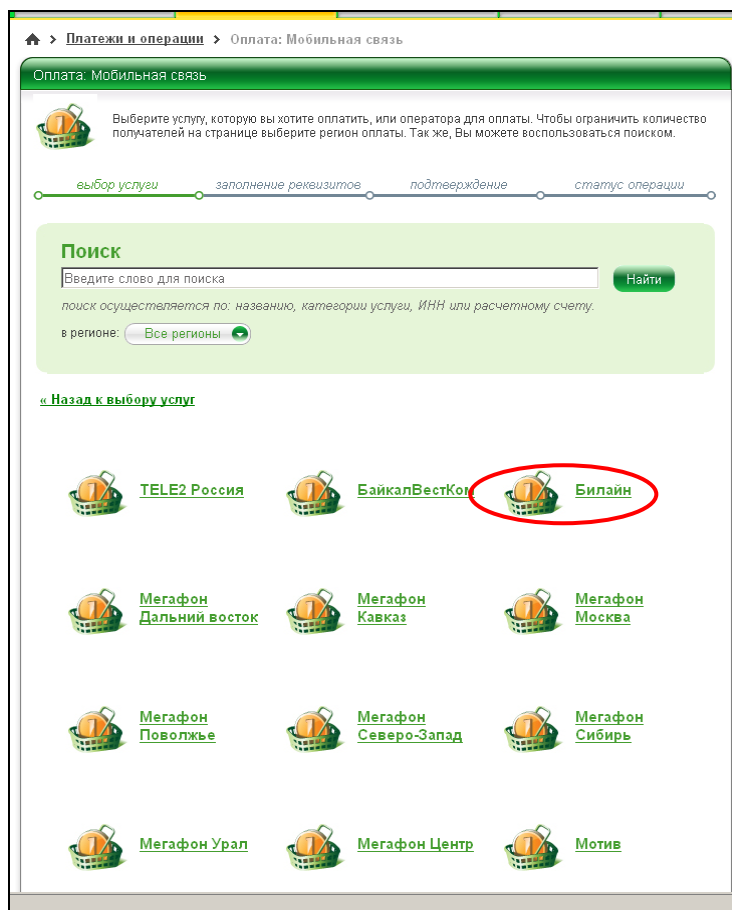 Платежи и операции > Оплата: Мобильная связь
Оплата: Мобильная связь
Выберите услугу, которую вы хотите оплатить, или оператора для оплаты. Чтобы ограничить количество
получателей на странице выберите регион оплаты. Так же, Вы можете воспользоваться поиском.
выбор услуги заполнение реквизитов подтверждение статус операции
Поиск
Введите слово для поиска Найти
поиск осуществляется по: названию, категории услуги, ИНН или расчетному счету.
в регионе: Все регионы
« Назад к выбору услуг
TELE2 Россия БайкалВестКом Билайн
Мегафон Мегафон Мегафон
Дальний восток Кавказ Москва
Мегафон Мегафон Мегафон
Поволжье Северо-Запад Сибирь
Мегафон Урал Мегафон Центр Мотив